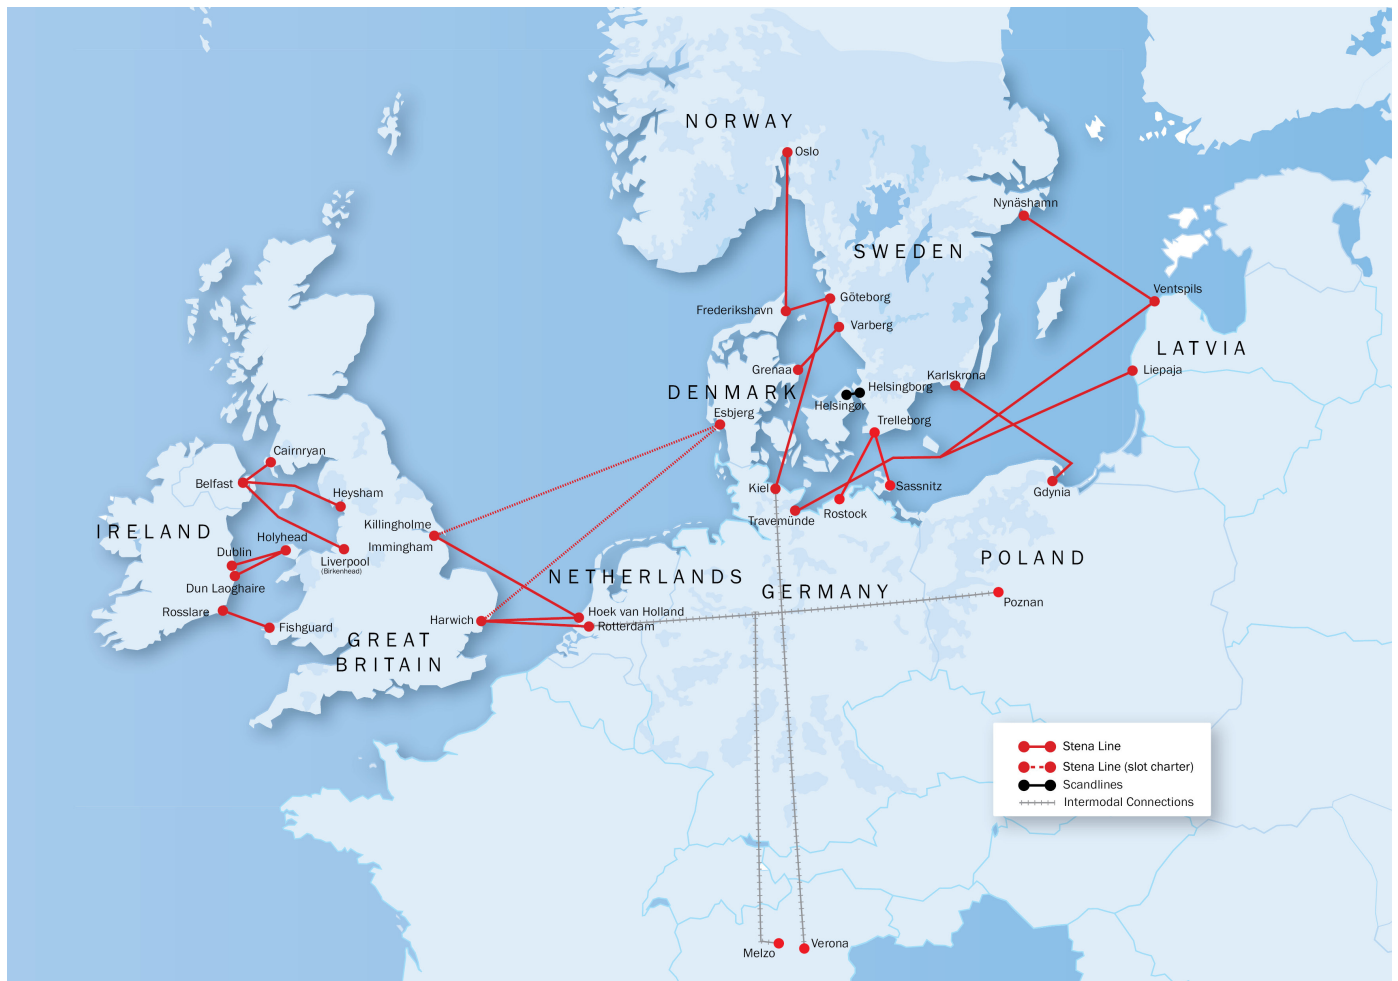 NORWAY
Oslo
Nynäshamn
SWEDEN
Ventspils
Göteborg
Frederikshavn
Varberg
LATVIA
Liepaja
Grenaa
Karlskrona
Helsingborg
DENMARK
Helsingør
Esbjerg
Trelleborg
Cairnryan
Belfast
Kiel
Sassnitz
Heysham
Gdynia
Travemünde
Rostock
Killingholme
IRELAND
Holyhead
Immingham
Dublin
Liverpool
(Birkenhead)
POLAND
NETHERLANDS
Dun Laoghaire
GERMANY
Poznan
Rosslare
Hoek van Holland
Harwich
Rotterdam
Fishguard
GREAT
BRITAIN
Stena Line
Stena Line (slot charter)
Scandlines
Intermodal Connections
Verona
Melzo